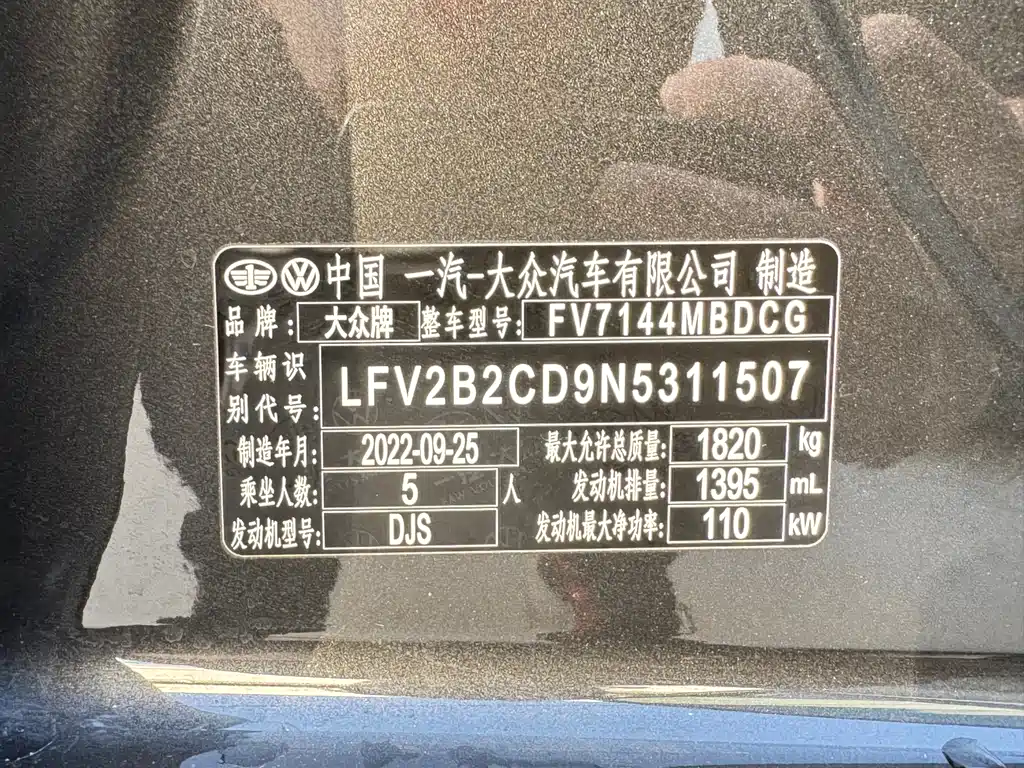 中国 一汽-大众汽车有限公司 制造
品牌: 大众牌 整车型号: FV7144MBDCG
车辆识别代号: LFV2B2CD9N5311507
制造年月: 2022-09-25 最大允许总质量: 1820 kg
乘坐人数: 5 人 发动机排量: 1395 mL
发动机型号: DJS 发动机最大净功率: 110 kW